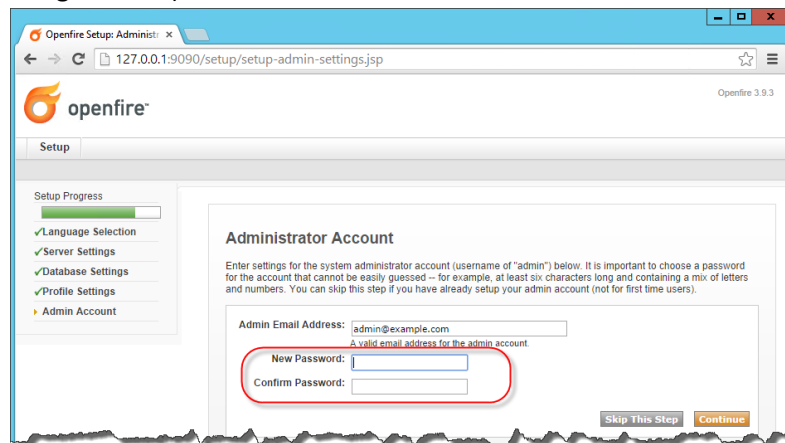 Openfire Setup: Administr
127.0.0.1:9090/setup/setup-admin-settings.jsp
openfire™
Openfire 3.9.3
Setup
Setup Progress
✓Language Selection
✓Server Settings
✓Database Settings
✓Profile Settings
Admin Account
Administrator Account
Enter settings for the system administrator account (username of "admin") below. It is important to choose a password
for the account that cannot be easily guessed -- for example, at least six characters long and containing a mix of letters
and numbers. You can skip this step if you have already setup your admin account (not for first time users).
Admin Email Address: admin@example.com
A valid email address for the admin account.
New Password:
Confirm Password:
Skip This Step Continue